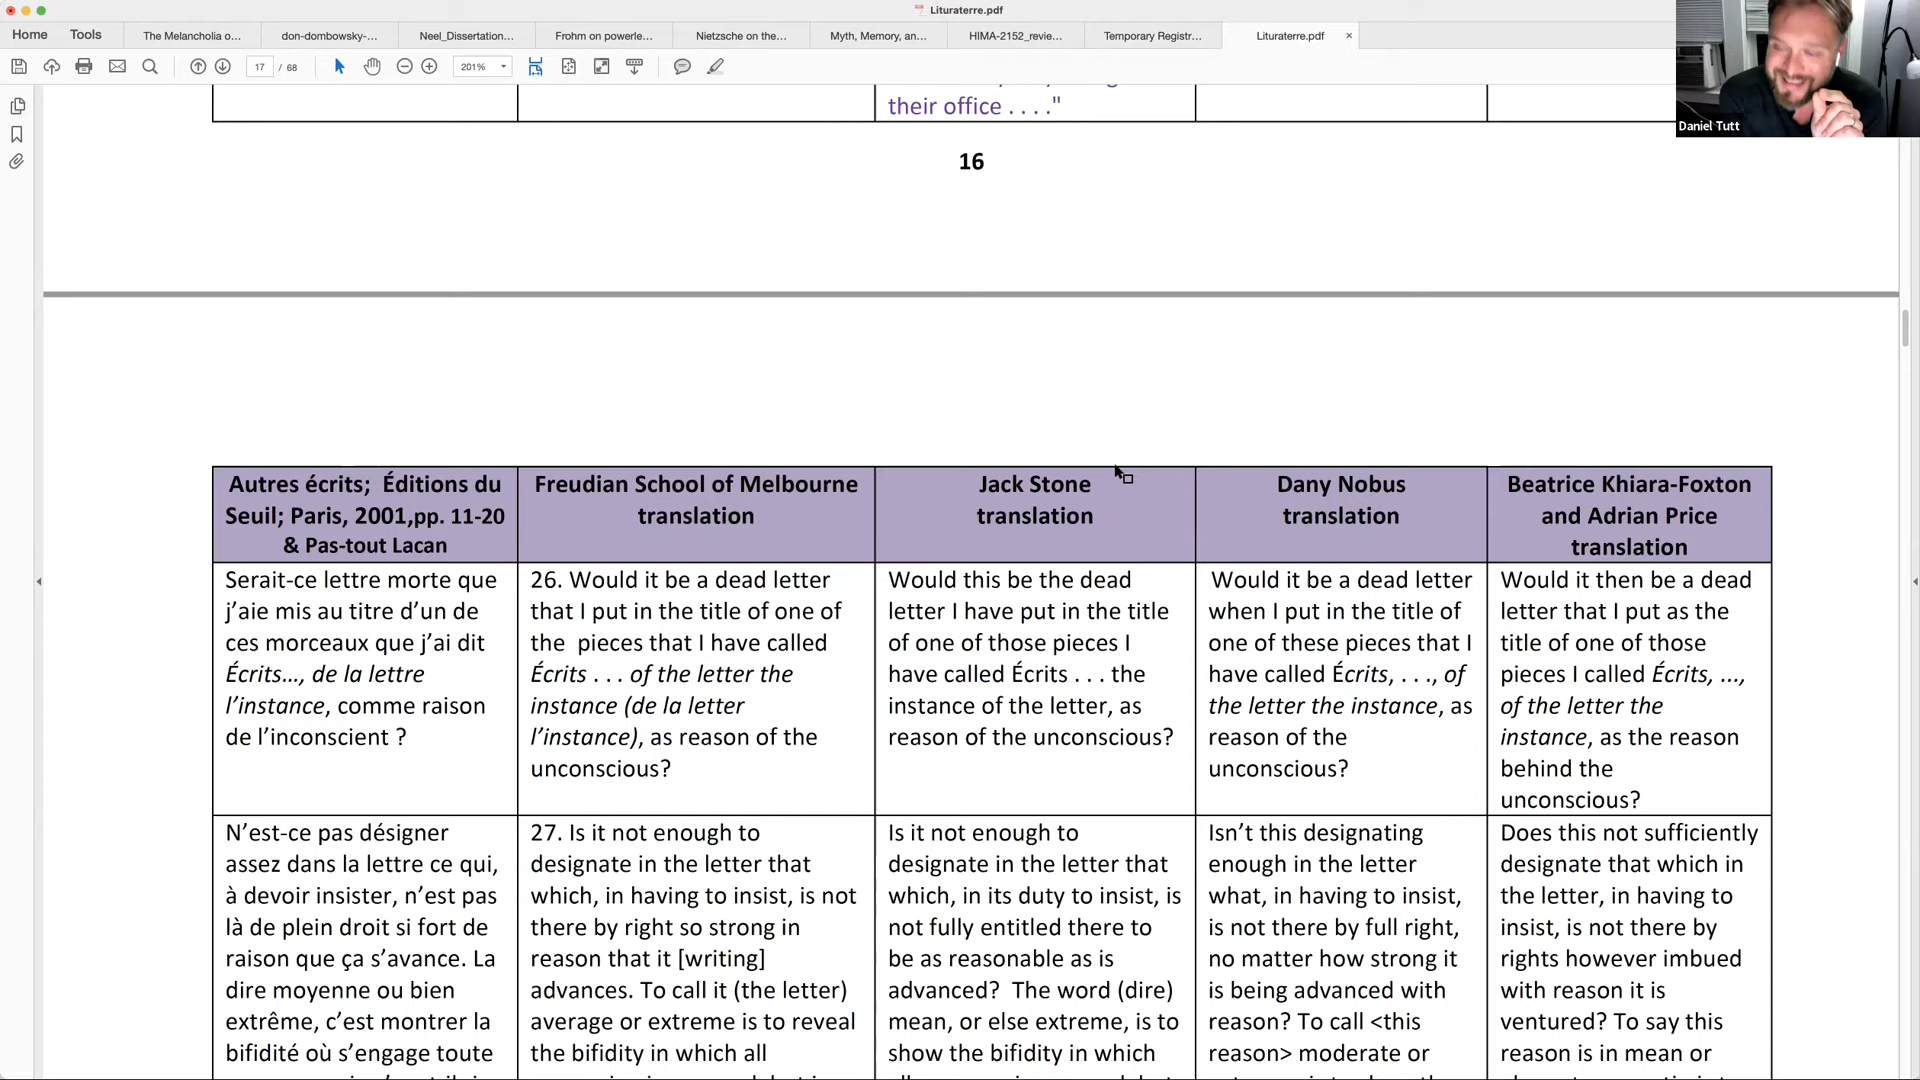 Lituraterre.pdf
Home
Tools
The Melancholia o...
don-dombowsky-...
Neel_Dissertation...
Frohm on powerle...
Nietzsche on the...
Myth, Memory, an...
HIMA-2152_revie...
Temporary Registr...
Lituraterre.pdf
17 / 68
201%
Daniel Tutt
their office . . . ."
16
Autres écrits; Éditions du
Seuil; Paris, 2001,pp. 11-20
& Pas-tout Lacan
Freudian School of Melbourne
translation
Jack Stone
translation
Dany Nobus
translation
Beatrice Khiara-Foxton
and Adrian Price
translation
Serait-ce lettre morte que
j’aie mis au titre d’un de
ces morceaux que j’ai dit
Écrits…, de la lettre
l’instance, comme raison
de l’inconscient ?
26. Would it be a dead letter
that I put in the title of one of
the pieces that I have called
Écrits . . . of the letter the
instance (de la letter
l’instance), as reason of the
unconscious?
Would this be the dead
letter I have put in the title
of one of those pieces I
have called Écrits . . . the
instance of the letter, as
reason of the unconscious?
Would it be a dead letter
when I put in the title of
one of these pieces that I
have called Écrits, . . ., of
the letter the instance, as
reason of the
unconscious?
Would it then be a dead
letter that I put as the
title of one of those
pieces I called Écrits, ...,
of the letter the
instance, as the reason
behind the
unconscious?
N’est-ce pas désigner
assez dans la lettre ce qui,
à devoir insister, n’est pas
là de plein droit si fort de
raison que ça s’avance. La
dire moyenne ou bien
extrême, c’est montrer la
bifidité où s’engage toute
27. Is it not enough to
designate in the letter that
which, in having to insist, is not
there by right so strong in
reason that it [writing]
advances. To call it (the letter)
average or extreme is to reveal
the bifidity in which all
Is it not enough to
designate in the letter that
which, in its duty to insist, is
not fully entitled there to
be as reasonable as is
advanced? The word (dire)
mean, or else extreme, is to
show the bifidity in which
Isn’t this designating
enough in the letter
what, in having to insist,
is not there by full right,
no matter how strong it
is being advanced with
reason? To call <this
reason> moderate or
Does this not sufficiently
designate that which in
the letter, in having to
insist, is not there by
rights however imbued
with reason it is
ventured? To say this
reason is in mean or